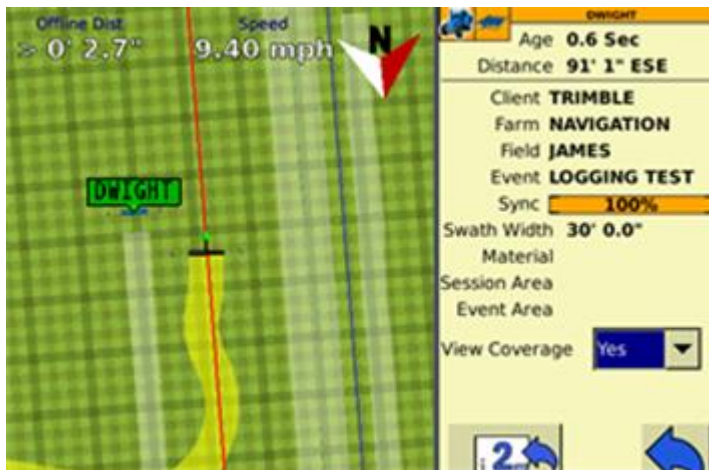 Offline Dist
> 0' 2.7"
Speed
9.40 mph
N
DWIGHT
DWIGHT
Age 0.6 Sec
Distance 91' 1" ESE
Client TRIMBLE
Farm NAVIGATION
Field JAMES
Event LOGGING TEST
Sync 100%
Swath Width 30' 0.0"
Material
Session Area
Event Area
View Coverage Yes
2